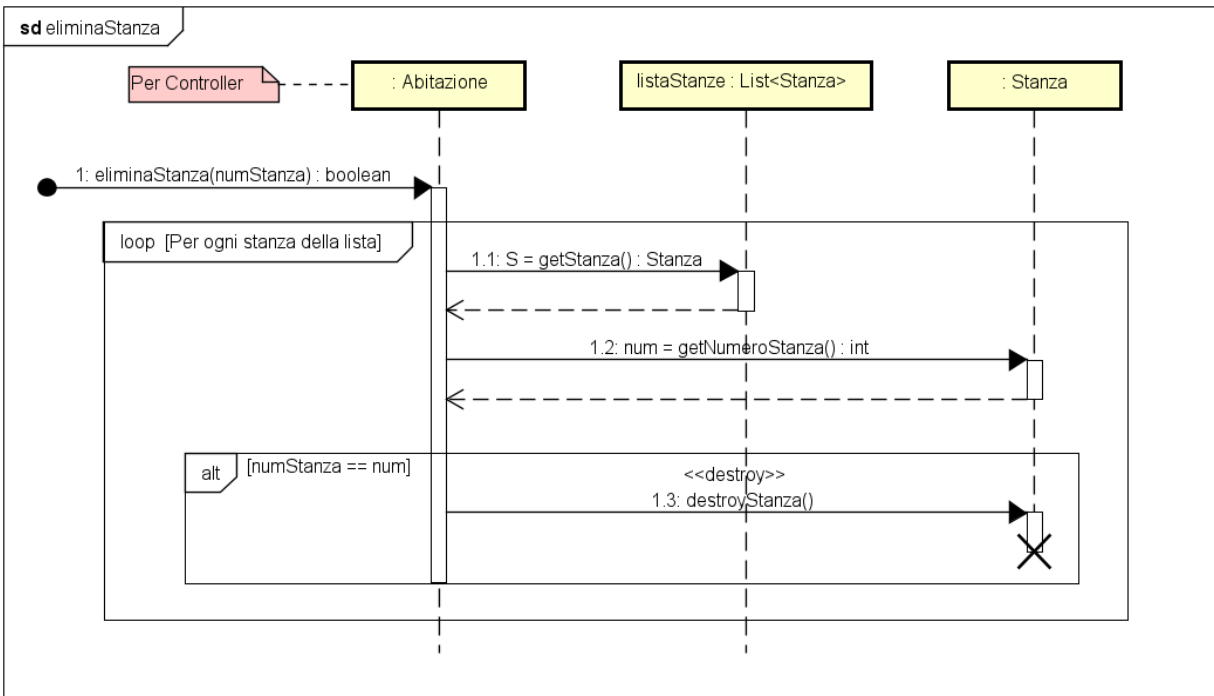 sd eliminaStanza
Per Controller
: Abitazione
listaStanze : List<Stanza>
: Stanza
1: eliminaStanza(numStanza) : boolean
loop [Per ogni stanza della lista]
1.1: S = getStanza() : Stanza
1.2: num = getNumeroStanza() : int
alt [numStanza == num]
<<destroy>>
1.3: destroyStanza()